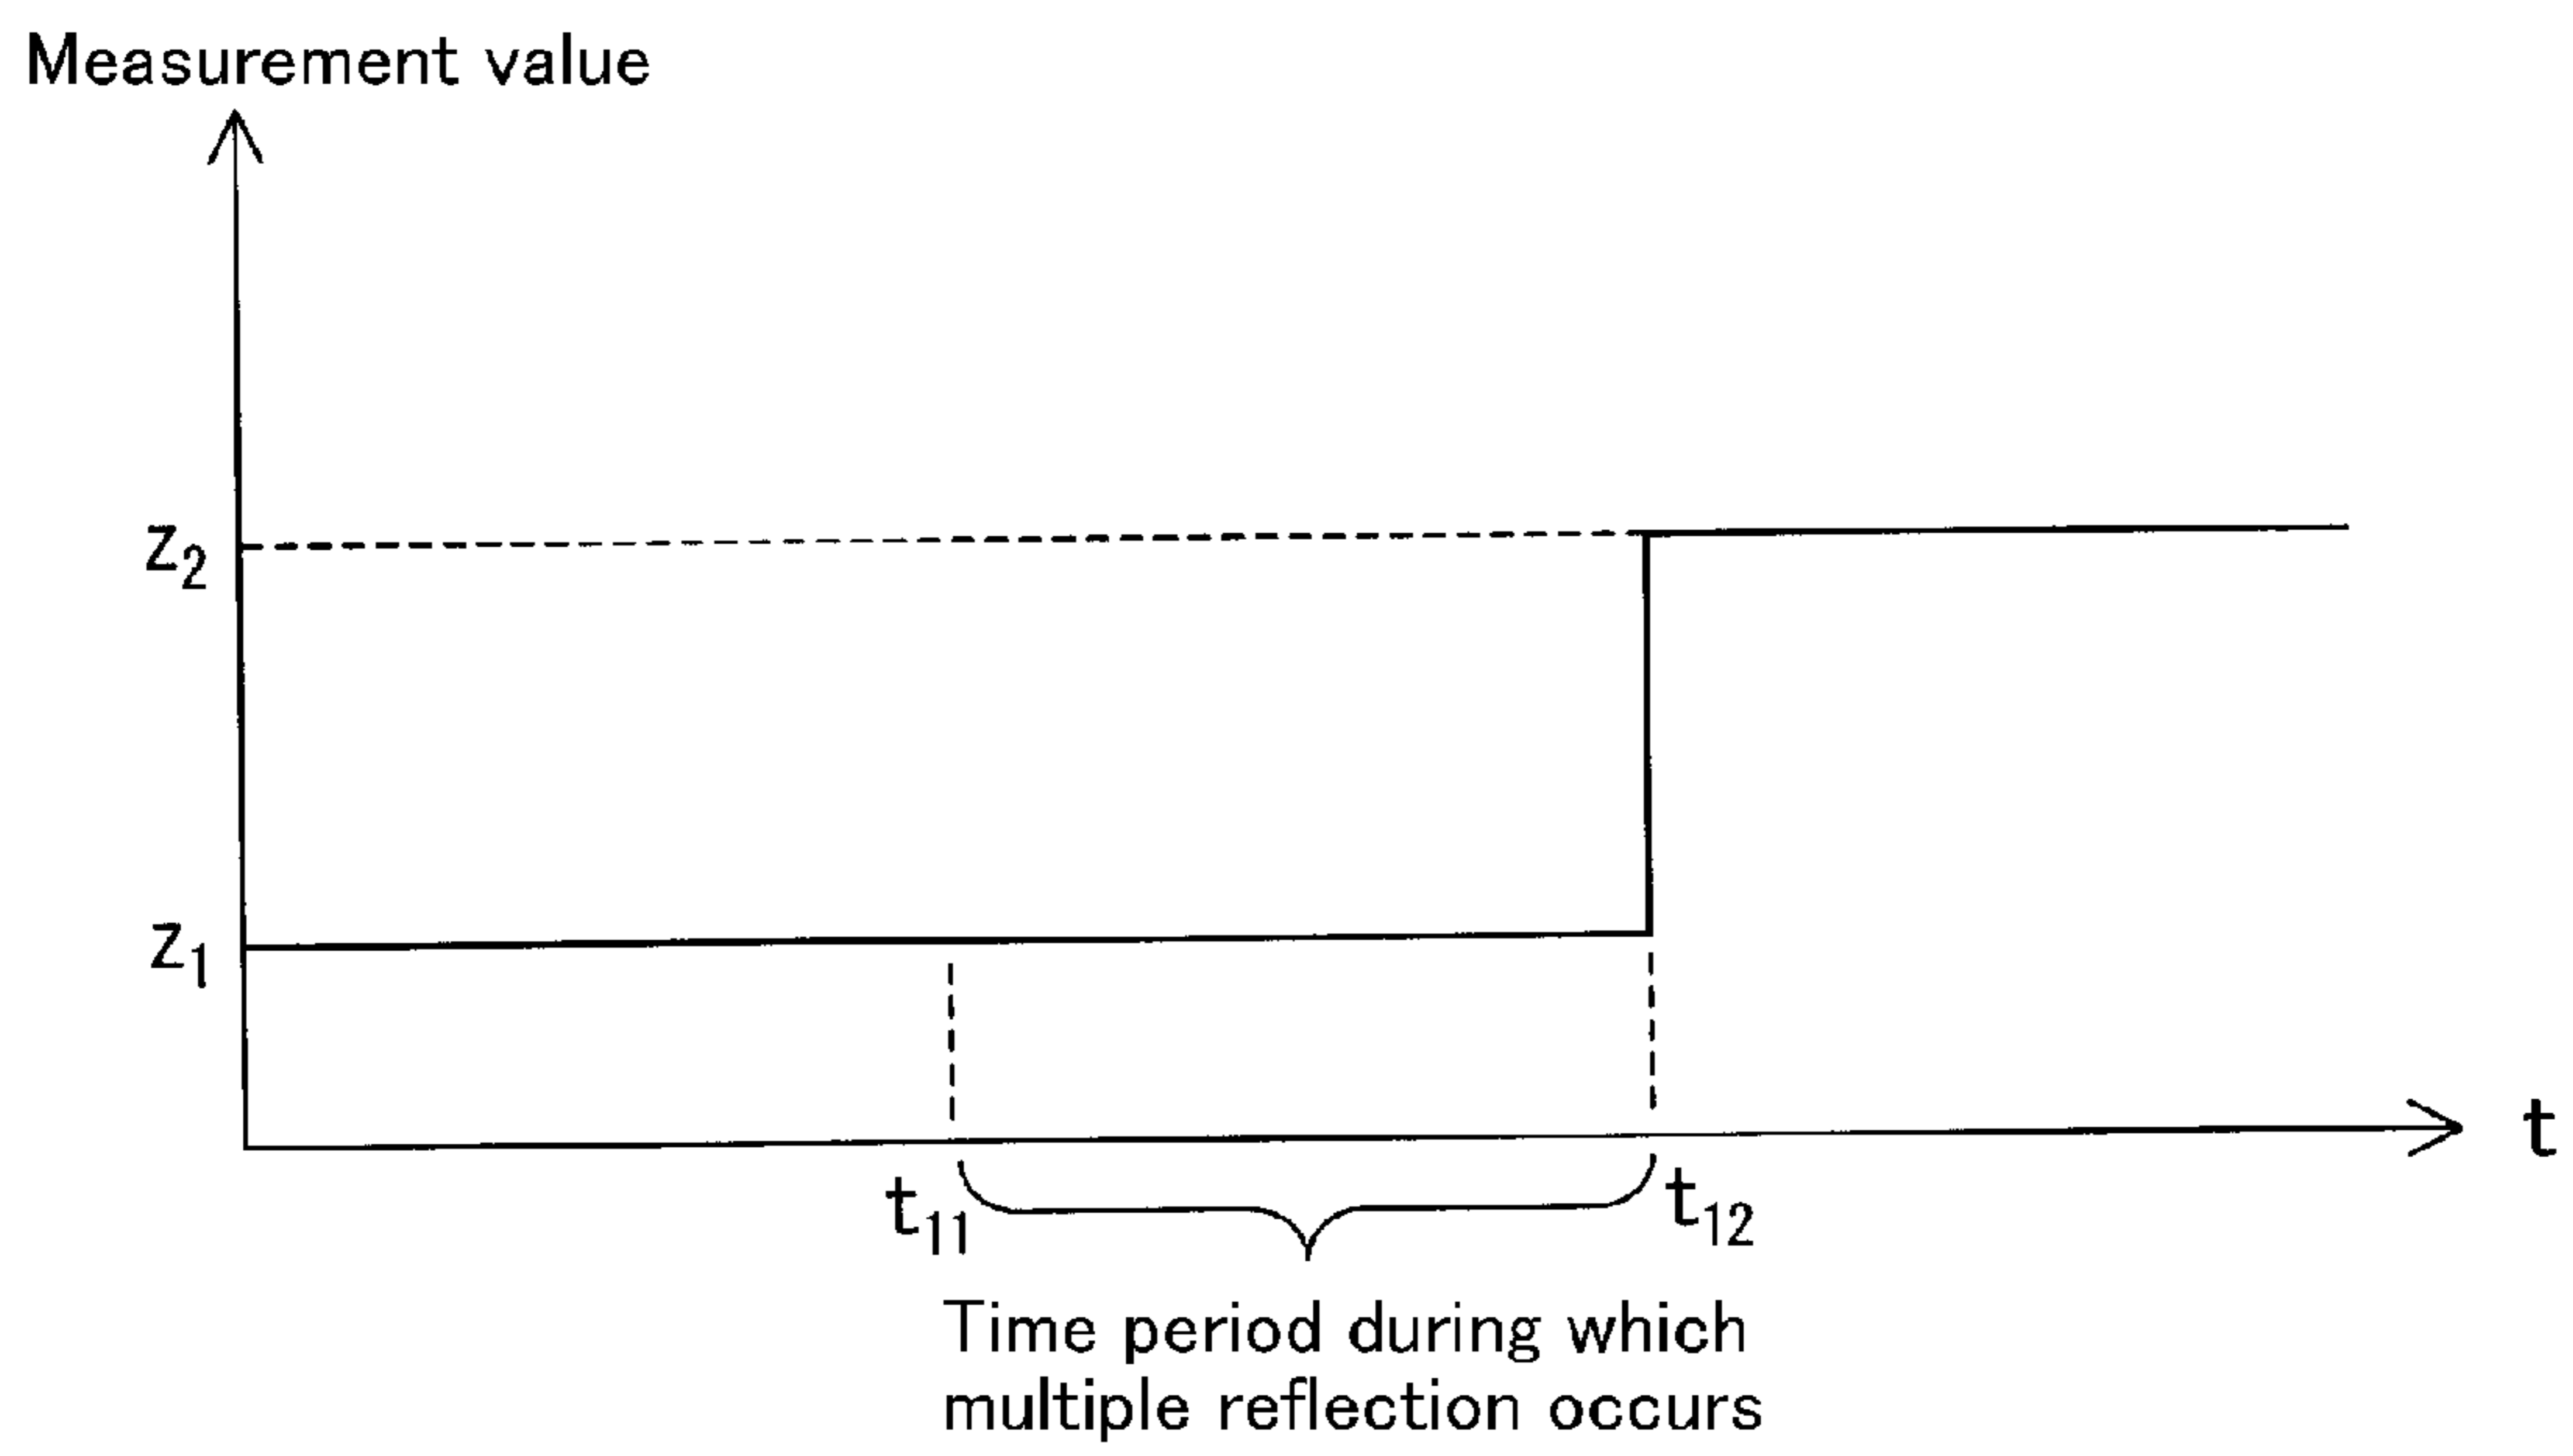 Measurement value
z2
z1
t
t11
t12
Time period during which
multiple reflection occurs